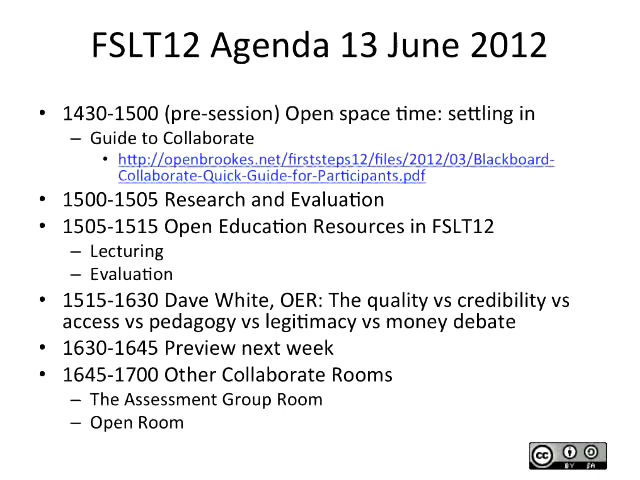 FSLT12 Agenda 13 June 2012
• 1430-1500 (pre-session) Open space time: settling in
– Guide to Collaborate
• http://openbrookes.net/firststeps12/files/2012/03/Blackboard-
Collaborate-Quick-Guide-for-Participants.pdf
• 1500-1505 Research and Evaluation
• 1505-1515 Open Education Resources in FSLT12
– Lecturing
– Evaluation
• 1515-1630 Dave White, OER: The quality vs credibility vs
access vs pedagogy vs legitimacy vs money debate
• 1630-1645 Preview next week
• 1645-1700 Other Collaborate Rooms
– The Assessment Group Room
– Open Room
cc
BY SA